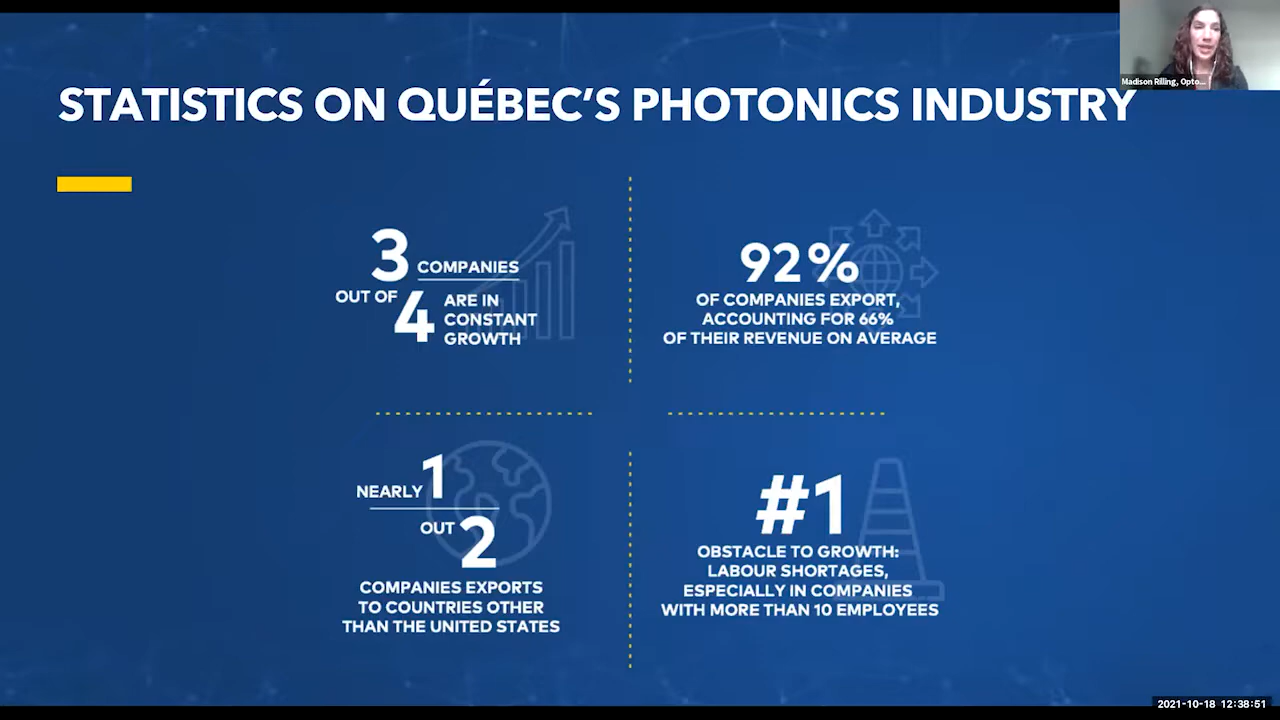 Madison Rilling, Opto...
STATISTICS ON QUÉBEC'S PHOTONICS INDUSTRY
3 COMPANIES
OUT OF 4 ARE IN
CONSTANT
GROWTH
92%
OF COMPANIES EXPORT,
ACCOUNTING FOR 66%
OF THEIR REVENUE ON AVERAGE
NEARLY 1
OUT 2
COMPANIES EXPORTS
TO COUNTRIES OTHER
THAN THE UNITED STATES
#1
OBSTACLE TO GROWTH:
LABOUR SHORTAGES,
ESPECIALLY IN COMPANIES
WITH MORE THAN 10 EMPLOYEES
2021-10-18 12:38:51